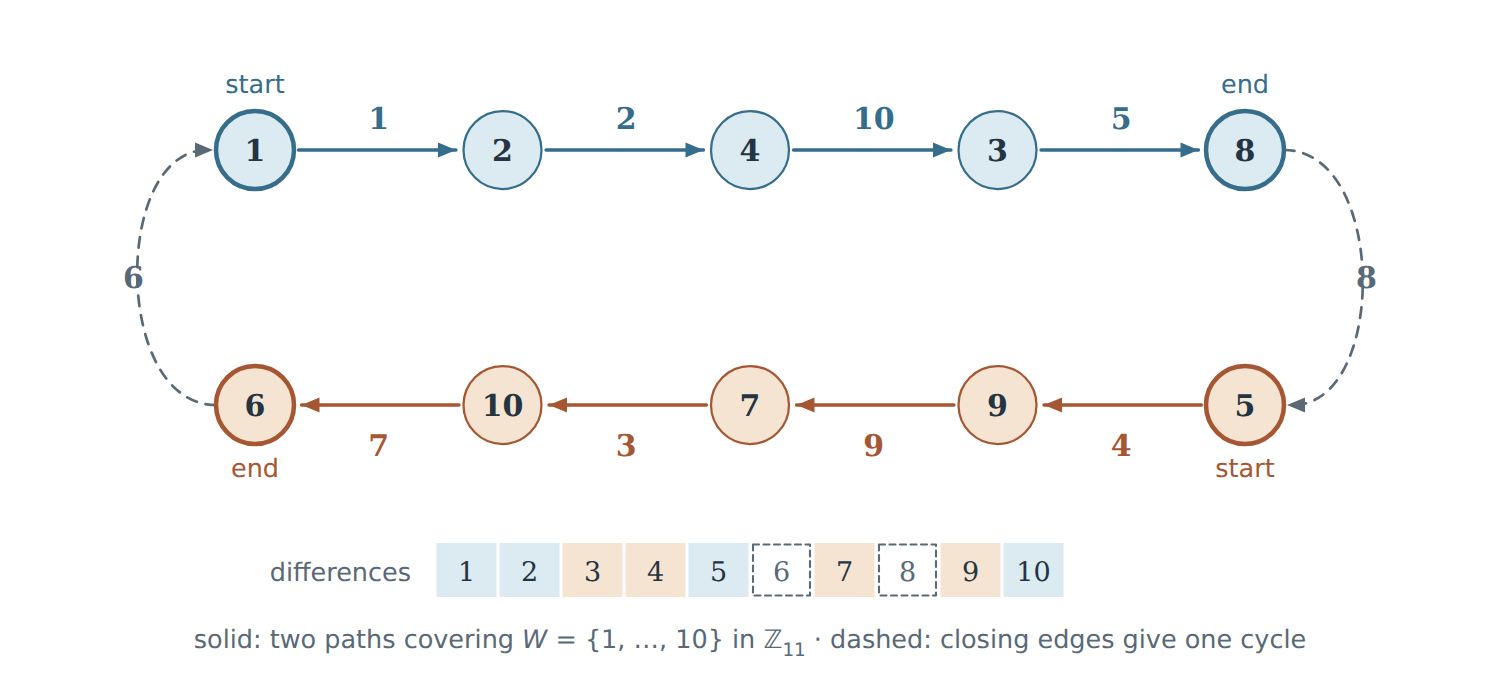 start end
1 2 10 5
1 2 4 3 8
6 8
6 10 7 9 5
7 3 9 4
end start
differences 1 2 3 4 5 6 7 8 9 10
solid: two paths covering W = {1, …, 10} in ℤ₁₁ · dashed: closing edges give one cycle